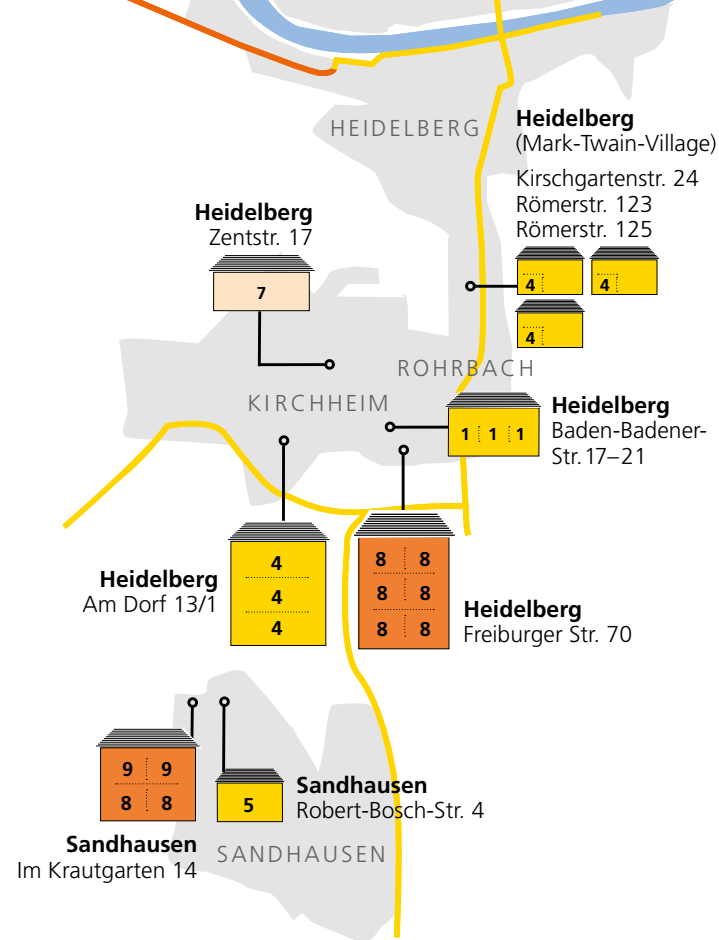 HEIDELBERG
Heidelberg
(Mark-Twain-Village)
Kirschgartenstr. 24
Römerstr. 123
Römerstr. 125
4
4
4
Heidelberg
Zentstr. 17
7
ROHRBACH
KIRCHHEIM
1 1 1
Heidelberg
Baden-Badener-
Str. 17–21
4
4
4
Heidelberg
Am Dorf 13/1
8 8
8 8
8 8
Heidelberg
Freiburger Str. 70
9 9
8 8
Sandhausen
Im Krautgarten 14
5
Sandhausen
Robert-Bosch-Str. 4
SANDHAUSEN